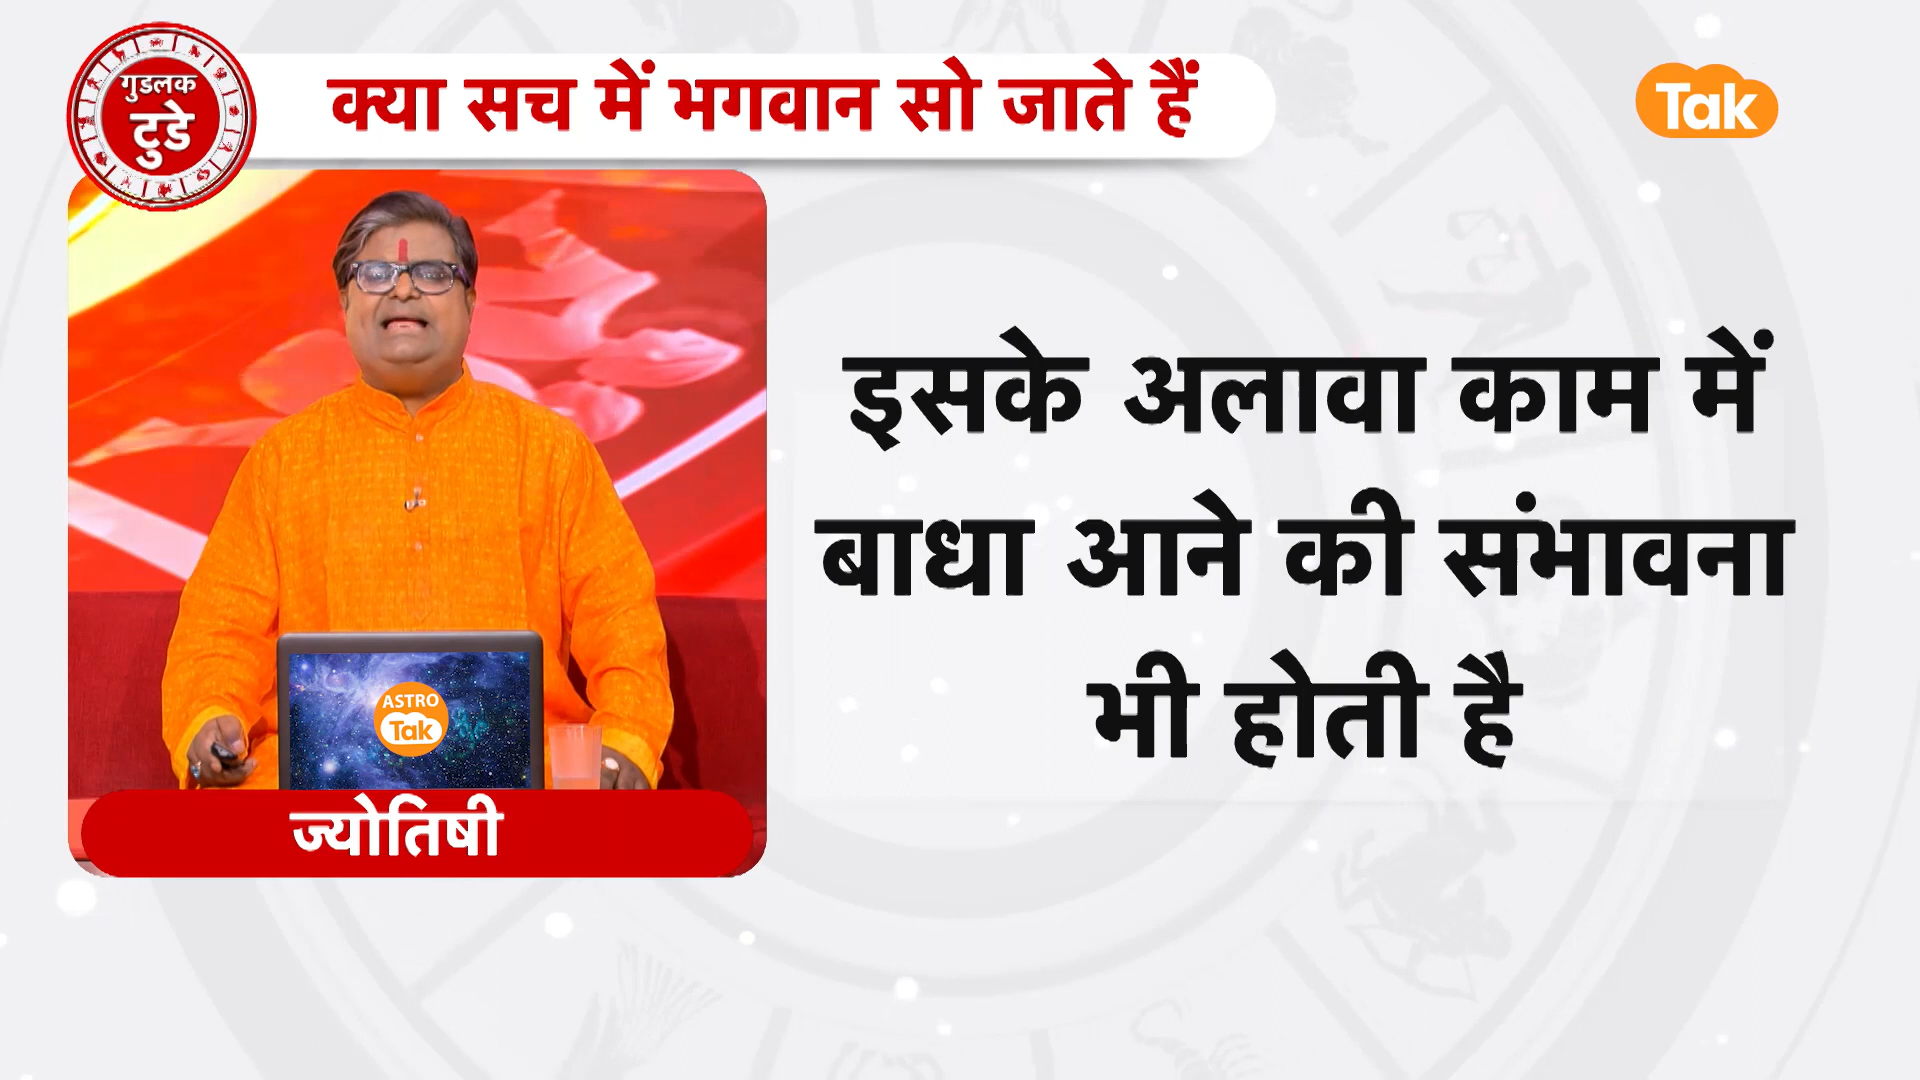 गुडलक
टुडे
क्या सच में भगवान सो जाते हैं
Tak
इसके अलावा काम में
बाधा आने की संभावना
भी होती है
ASTRO
Tak
ज्योतिषी